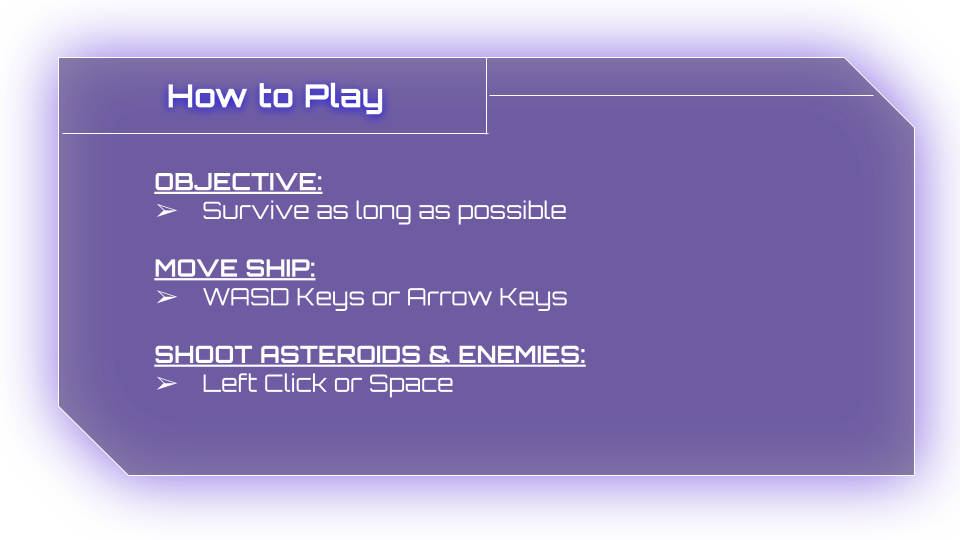 How to Play
OBJECTIVE:
➢ Survive as long as possible
MOVE SHIP:
➢ WASD Keys or Arrow Keys
SHOOT ASTEROIDS & ENEMIES:
➢ Left Click or Space